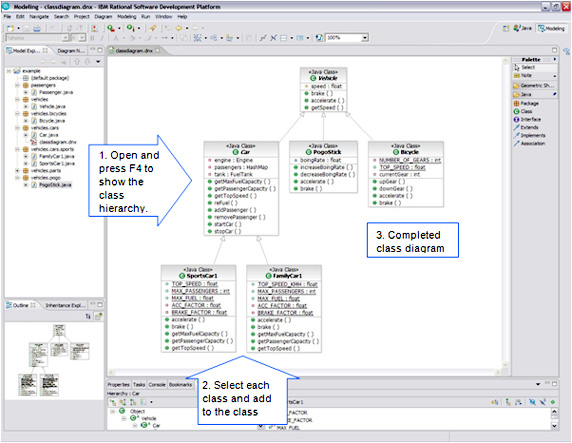 Modeling - classdiagram.dnx - IBM Rational Software Development Platform
File Edit Navigate Search Project Diagram Modeling Run Window Help
Tahoma
100%
Java
Modeling
Model Exp...
Diagram N...
classdiagram.dnx
example
(default package)
passengers
Passenger.java
vehicles
Vehicle.java
vehicles.bicycles
Bicycle.java
vehicles.cars
Car.java
classdiagram.dnx
vehicles.cars.sports
FamilyCar1.java
SportsCar1.java
vehicles.parts
vehicles.pogo
PogoStick.java
Palette
Select
Note
Geometric Sh...
Java
Package
Class
Interface
Extends
Implements
Association
«Java Class»
Vehicle
speed : float
brake ( )
accelerate ( )
getSpeed ( )
«Java Class»
Car
engine : Engine
passengers : HashMap
tank : FuelTank
getMaxFuelCapacity ( )
getPassengerCapacity ( )
getTopSpeed ( )
reFuel ( )
addPassenger ( )
removePassenger ( )
startCar ( )
stopCar ( )
«Java Class»
PogoStick
boingRate : float
increaseBoingRate ( )
decreaseBoingRate ( )
accelerate ( )
brake ( )
«Java Class»
Bicycle
NUMBER_OF_GEARS : int
TOP_SPEED : float
currentGear : int
upGear ( )
downGear ( )
accelerate ( )
brake ( )
1. Open and
press F4 to
show the
class
hierarchy.
3. Completed
class diagram
«Java Class»
SportsCar1
TOP_SPEED : float
MAX_PASSENGERS : int
MAX_FUEL : float
ACC_FACTOR : float
BRAKE_FACTOR : float
accelerate ( )
brake ( )
getMaxFuelCapacity ( )
getPassengerCapacity ( )
getTopSpeed ( )
«Java Class»
FamilyCar1
TOP_SPEED_KMH : float
MAX_PASSENGERS : int
MAX_FUEL : float
ACC_FACTOR : float
BRAKE_FACTOR : float
accelerate ( )
brake ( )
getMaxFuelCapacity ( )
getPassengerCapacity ( )
getTopSpeed ( )
Outline
Inheritance Expl...
2. Select each
class and add
to the class
Properties Tasks Console Bookmarks
Hierarchy : Car
Object
Vehicle
Car
sCar1
FACTOR
FACTOR
MAX_FUEL